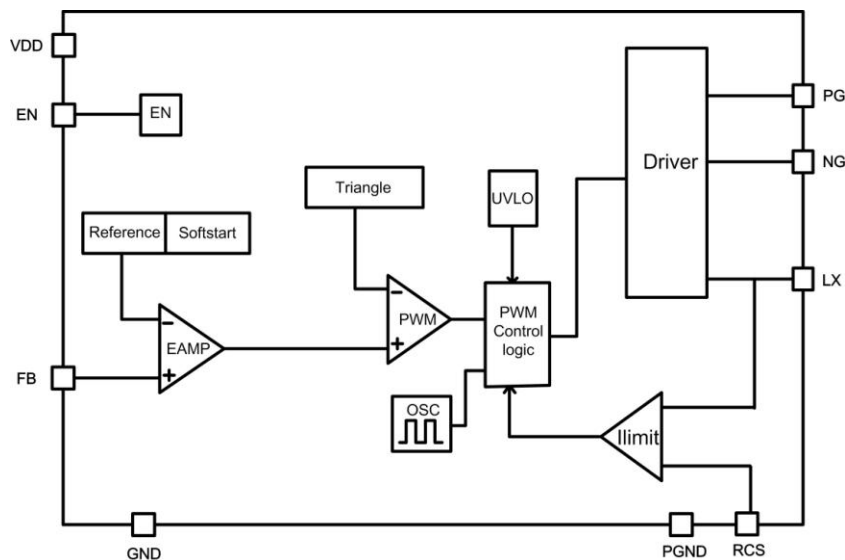 VDD
EN
EN
PG
Driver
NG
Triangle
UVLO
Reference
Softstart
LX
−
PWM
+
PWM
Control
logic
−
EAMP
+
FB
OSC
Ilimit
GND
PGND
RCS